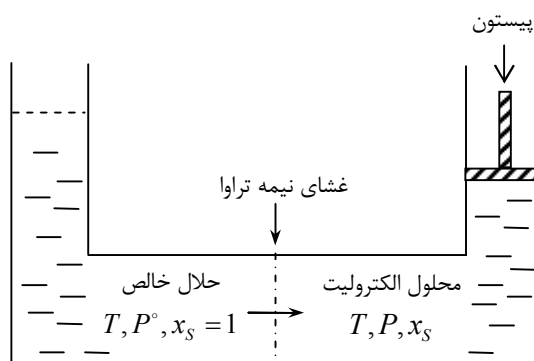 پیستون
غشای نیمه تراوا
محلول الکترولیت
حلال خالص
T, P, x_S
T, P°, x_S = 1